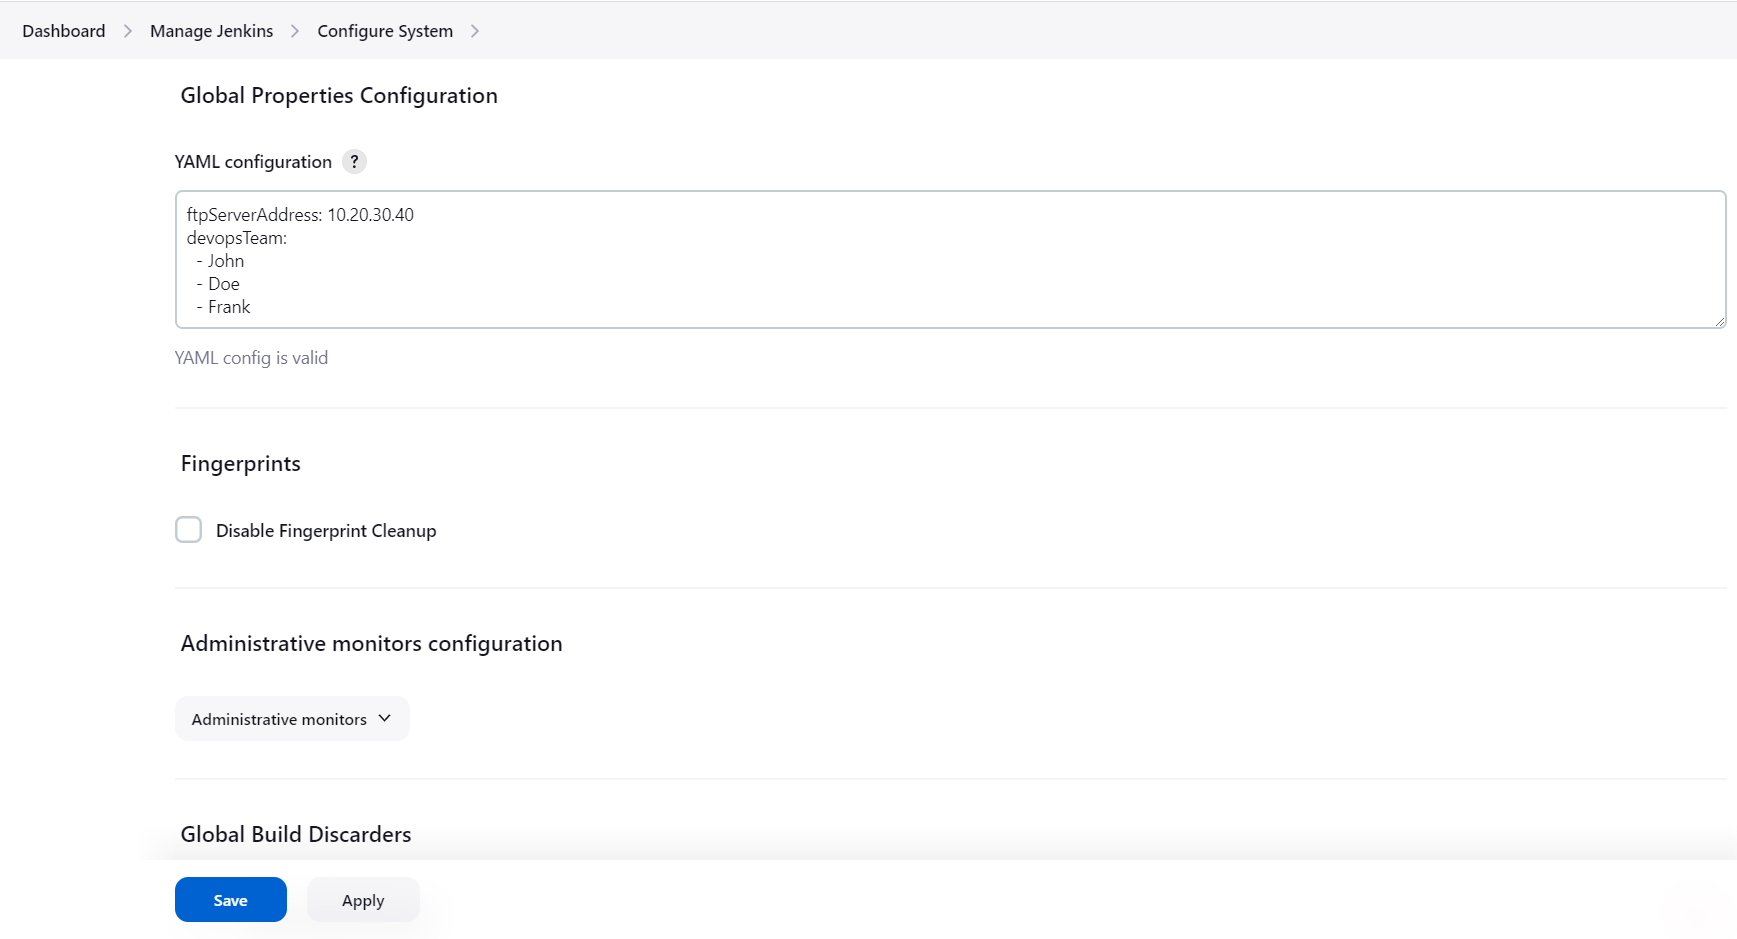 Dashboard > Manage Jenkins > Configure System >
Global Properties Configuration
YAML configuration ?
ftpServerAddress: 10.20.30.40
devopsTeam:
  - John
  - Doe
  - Frank
YAML config is valid
Fingerprints
Disable Fingerprint Cleanup
Administrative monitors configuration
Administrative monitors
Global Build Discarders
Save Apply